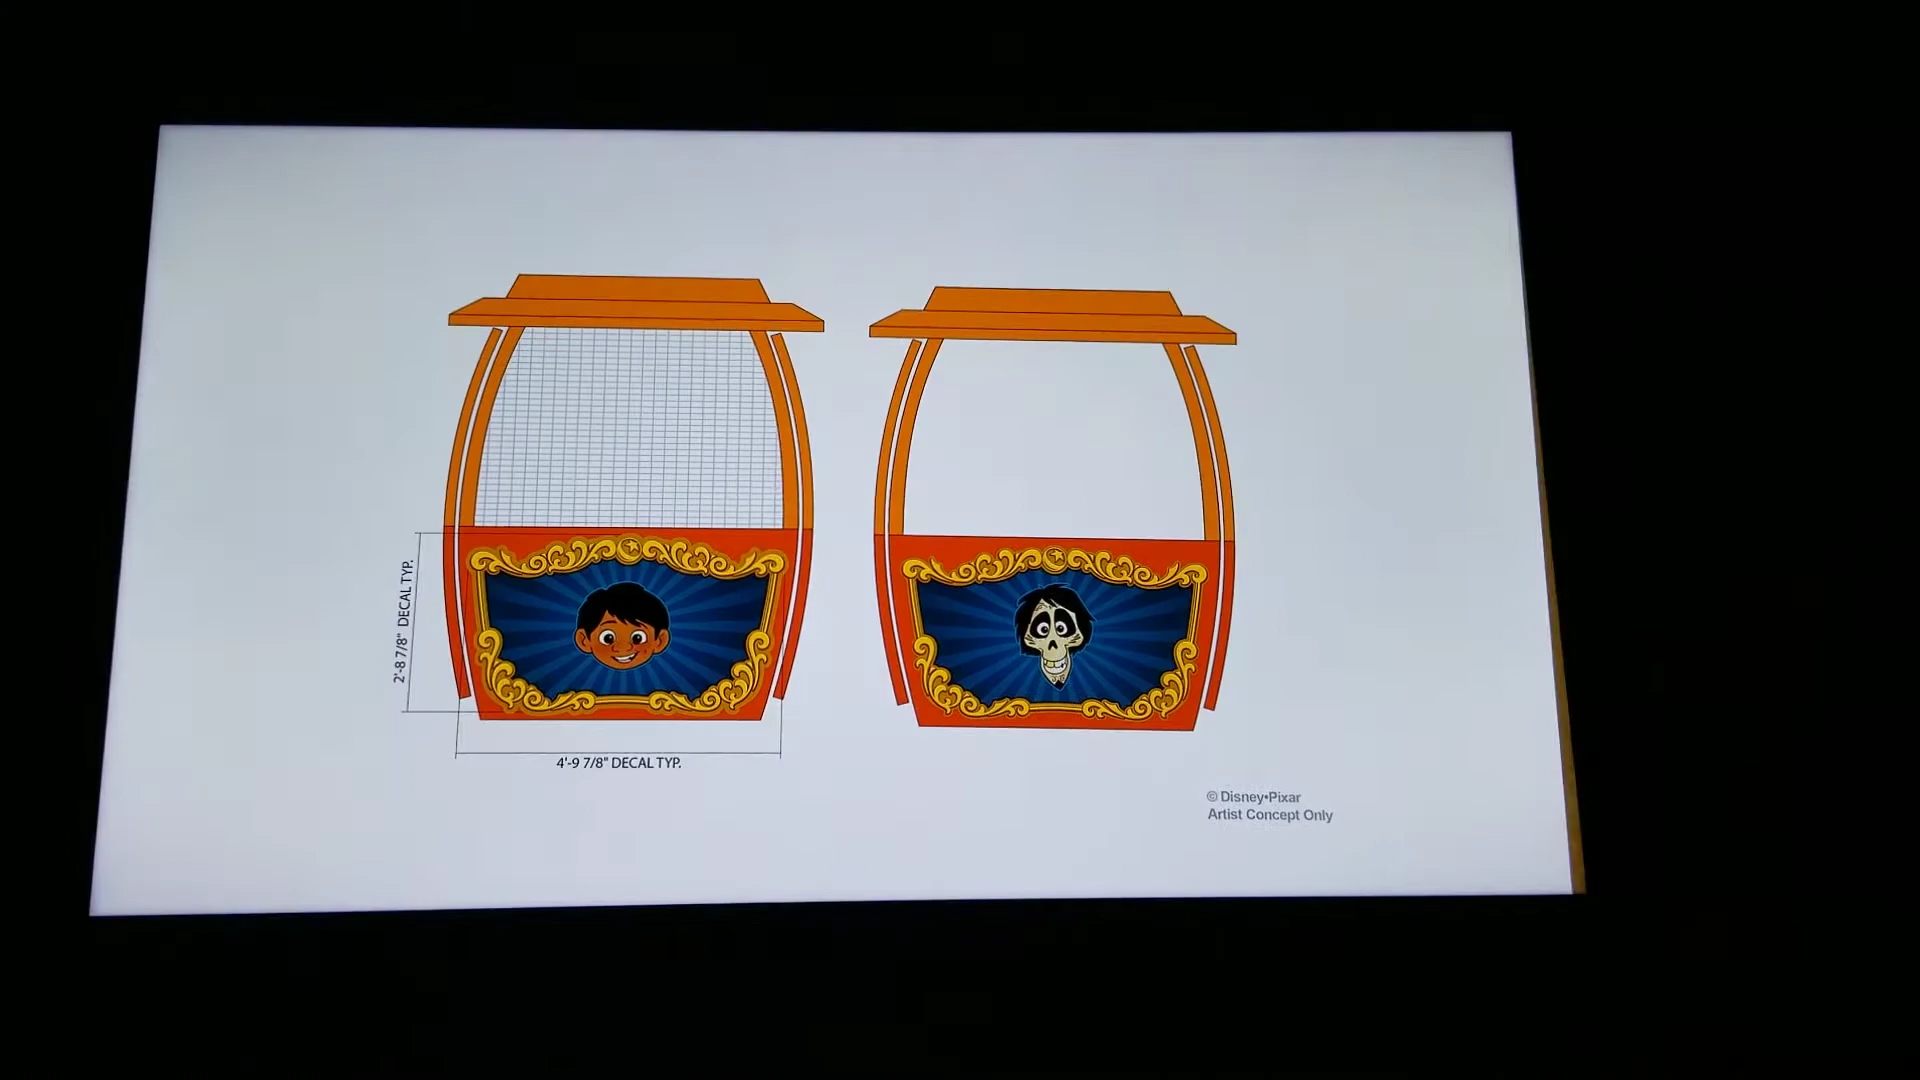 2'-8 7/8" DECAL TYP.
4'-9 7/8" DECAL TYP.
© Disney•Pixar
Artist Concept Only